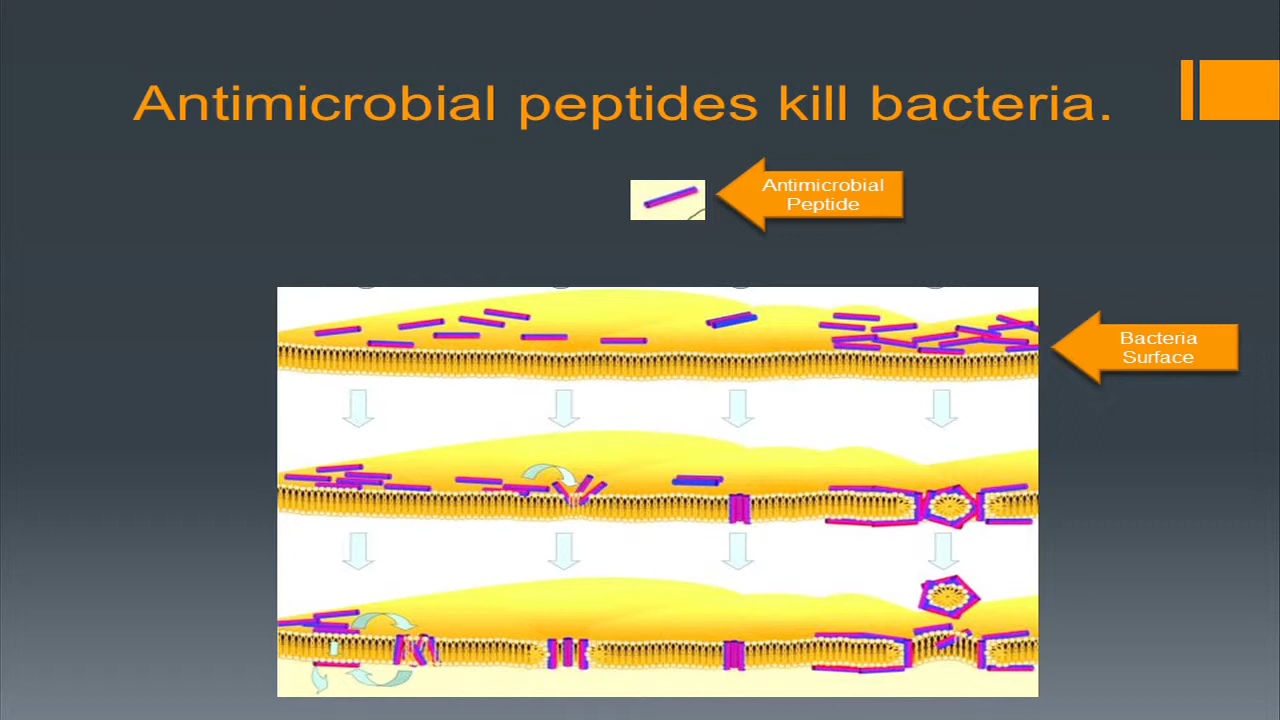 Antimicrobial peptides kill bacteria.
Antimicrobial
Peptide
Bacteria
Surface